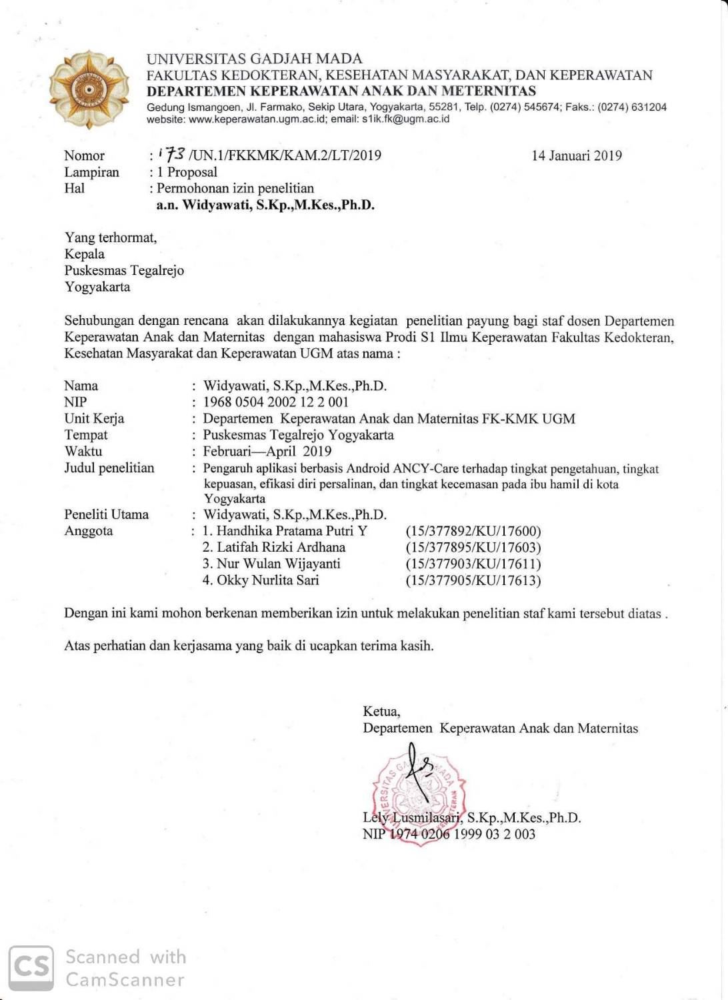 UNIVERSITAS GADJAH MADA
FAKULTAS KEDOKTERAN, KESEHATAN MASYARAKAT, DAN KEPERAWATAN
DEPARTEMEN KEPERAWATAN ANAK DAN METERNITAS
Gedung Ismangoen, Jl. Farmako, Sekip Utara, Yogyakarta, 55281, Telp. (0274) 545674; Faks.: (0274) 631204
website: www.keperawatan.ugm.ac.id; email: s1ik.fk@ugm.ac.id
Nomor : 173 /UN.1/FKKMK/KAM.2/LT/2019 14 Januari 2019
Lampiran : 1 Proposal
Hal : Permohonan izin penelitian
a.n. Widyawati, S.Kp.,M.Kes.,Ph.D.
Yang terhormat,
Kepala
Puskesmas Tegalrejo
Yogyakarta
Sehubungan dengan rencana akan dilakukannya kegiatan penelitian payung bagi staf dosen Departemen
Keperawatan Anak dan Maternitas dengan mahasiswa Prodi S1 Ilmu Keperawatan Fakultas Kedokteran,
Kesehatan Masyarakat dan Keperawatan UGM atas nama :
Nama : Widyawati, S.Kp.,M.Kes.,Ph.D.
NIP : 1968 0504 2002 12 2 001
Unit Kerja : Departemen Keperawatan Anak dan Maternitas FK-KMK UGM
Tempat : Puskesmas Tegalrejo Yogyakarta
Waktu : Februari—April 2019
Judul penelitian : Pengaruh aplikasi berbasis Android ANCY-Care terhadap tingkat pengetahuan, tingkat
kepuasan, efikasi diri persalinan, dan tingkat kecemasan pada ibu hamil di kota
Yogyakarta
Peneliti Utama : Widyawati, S.Kp.,M.Kes.,Ph.D.
Anggota : 1. Handhika Pratama Putri Y (15/377892/KU/17600)
2. Latifah Rizki Ardhana (15/377895/KU/17603)
3. Nur Wulan Wijayanti (15/377903/KU/17611)
4. Okky Nurlita Sari (15/377905/KU/17613)
Dengan ini kami mohon berkenan memberikan izin untuk melakukan penelitian staf kami tersebut diatas .
Atas perhatian dan kerjasama yang baik di ucapkan terima kasih.
Ketua,
Departemen Keperawatan Anak dan Maternitas
UNIVERSITAS GADJAH MADA
Lely Lusmilasari, S.Kp.,M.Kes.,Ph.D.
NIP 1974 0206 1999 03 2 003
CS Scanned with
CamScanner